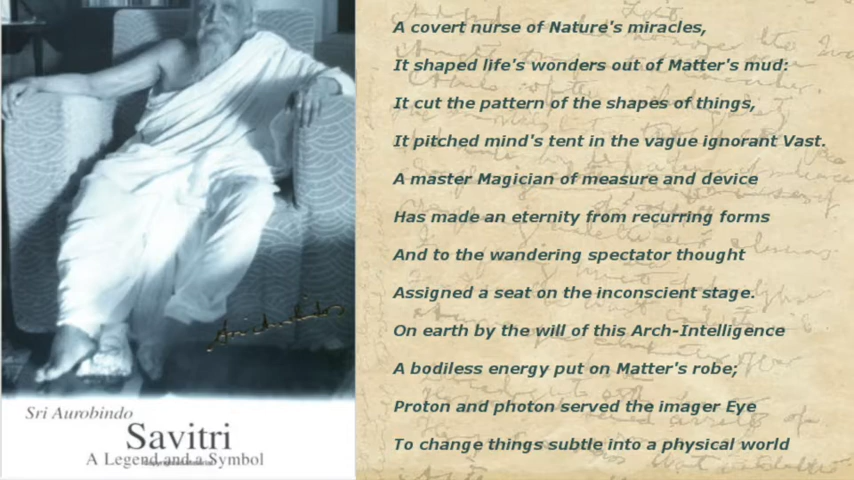 Sri Aurobindo
Savitri
A Legend and a Symbol
A covert nurse of Nature's miracles,
It shaped life's wonders out of Matter's mud:
It cut the pattern of the shapes of things,
It pitched mind's tent in the vague ignorant Vast.
A master Magician of measure and device
Has made an eternity from recurring forms
And to the wandering spectator thought
Assigned a seat on the inconscient stage.
On earth by the will of this Arch-Intelligence
A bodiless energy put on Matter's robe;
Proton and photon served the imager Eye
To change things subtle into a physical world